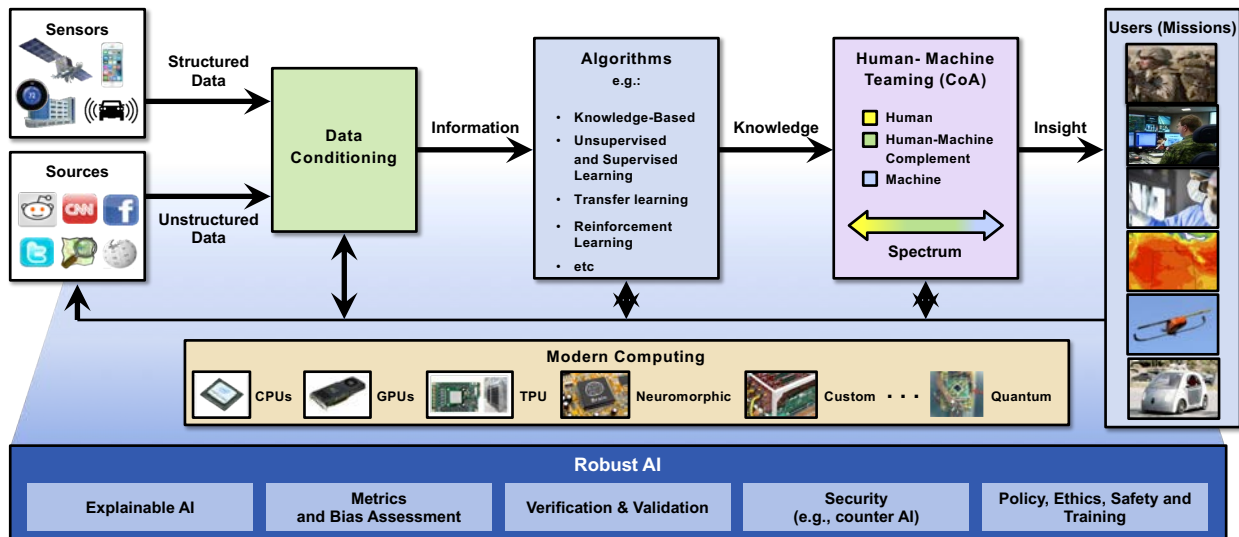 Sensors
Structured
Data
Sources
CNN
Unstructured
Data
Data
Conditioning
Information
Algorithms
e.g.:
• Knowledge-Based
• Unsupervised
and Supervised
Learning
• Transfer learning
• Reinforcement
Learning
• etc
Knowledge
Human- Machine
Teaming (CoA)
Human
Human-Machine
Complement
Machine
Spectrum
Insight
Users (Missions)
Modern Computing
CPUs
GPUs
TPU
Neuromorphic
Custom
. . .
Quantum
Robust AI
Explainable AI
Metrics
and Bias Assessment
Verification & Validation
Security
(e.g., counter AI)
Policy, Ethics, Safety and
Training